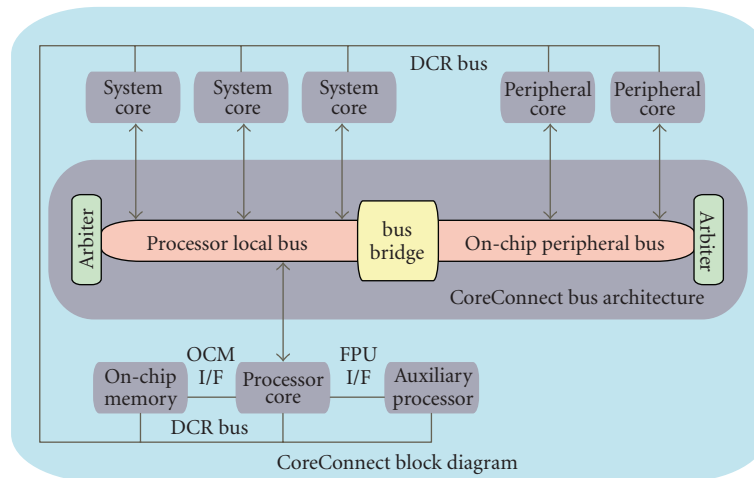 DCR bus
System
core
System
core
System
core
Peripheral
core
Peripheral
core
Arbiter
Processor local bus
bus
bridge
On-chip peripheral bus
Arbiter
CoreConnect bus architecture
OCM
I/F
FPU
I/F
On-chip
memory
Processor
core
Auxiliary
processor
DCR bus
CoreConnect block diagram